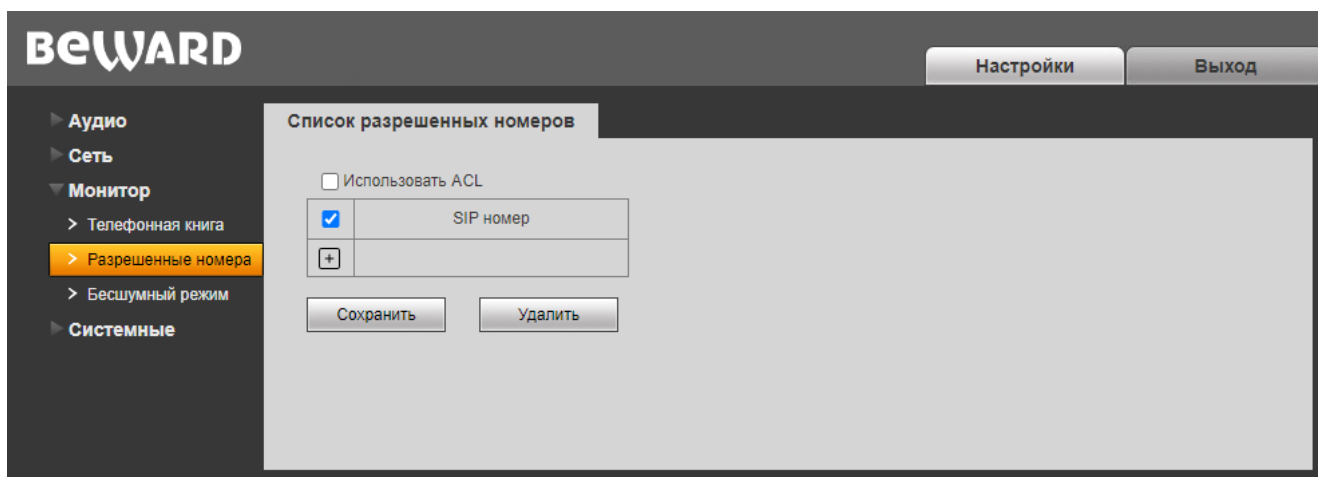 BEWARD
Настройки
Выход
Аудио
Сеть
Монитор
> Телефонная книга
> Разрешенные номера
> Бесшумный режим
Системные
Список разрешенных номеров
Использовать ACL
SIP номер
+
Сохранить
Удалить